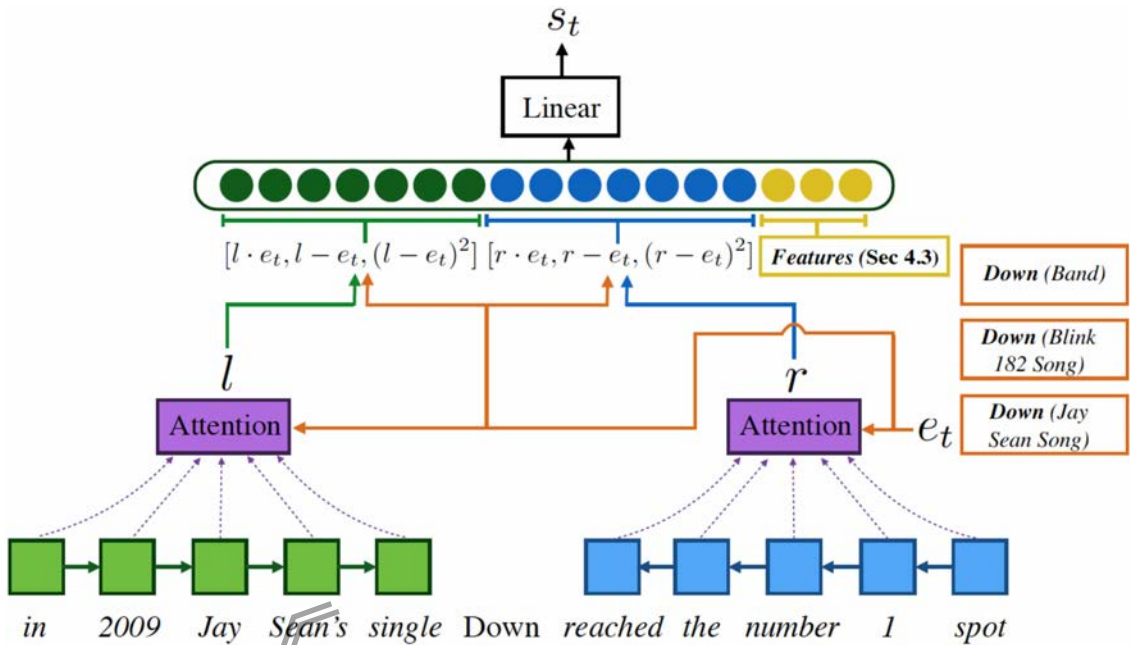 s_t
Linear
[l · e_t, l − e_t, (l − e_t)^2] [r · e_t, r − e_t, (r − e_t)^2]
Features (Sec 4.3)
Down (Band)
Down (Blink
182 Song)
l
r
Attention
Attention
e_t
Down (Jay
Sean Song)
in 2009 Jay Sean's single Down reached the number 1 spot